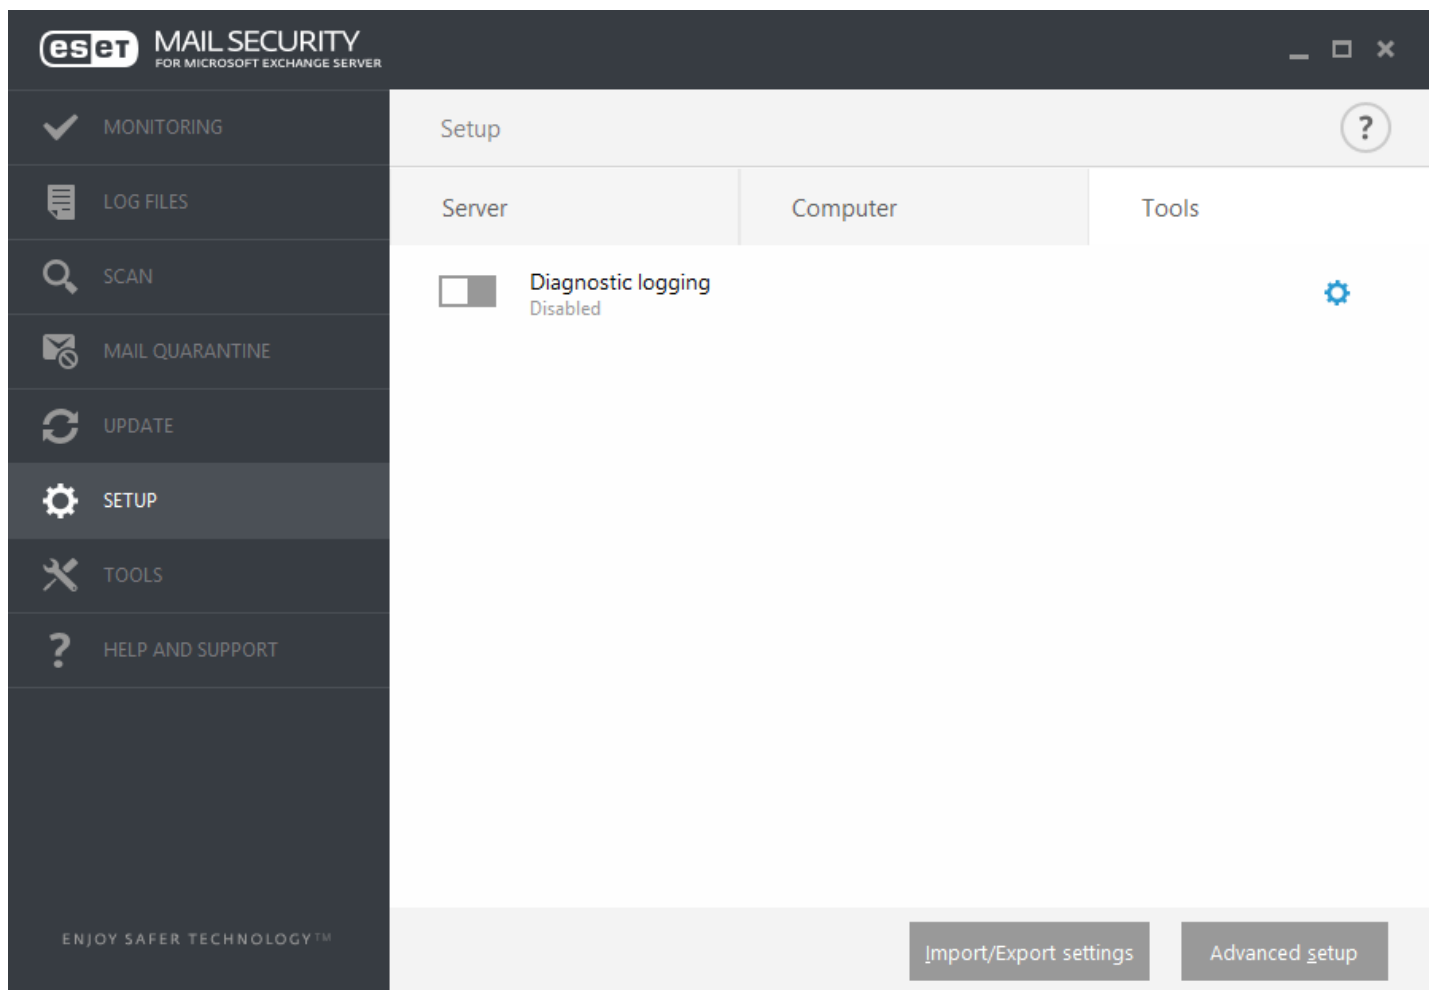 eset MAIL SECURITY
FOR MICROSOFT EXCHANGE SERVER
MONITORING
LOG FILES
SCAN
MAIL QUARANTINE
UPDATE
SETUP
TOOLS
HELP AND SUPPORT
ENJOY SAFER TECHNOLOGY™
Setup
?
Server
Computer
Tools
Diagnostic logging
Disabled
Import/Export settings
Advanced setup